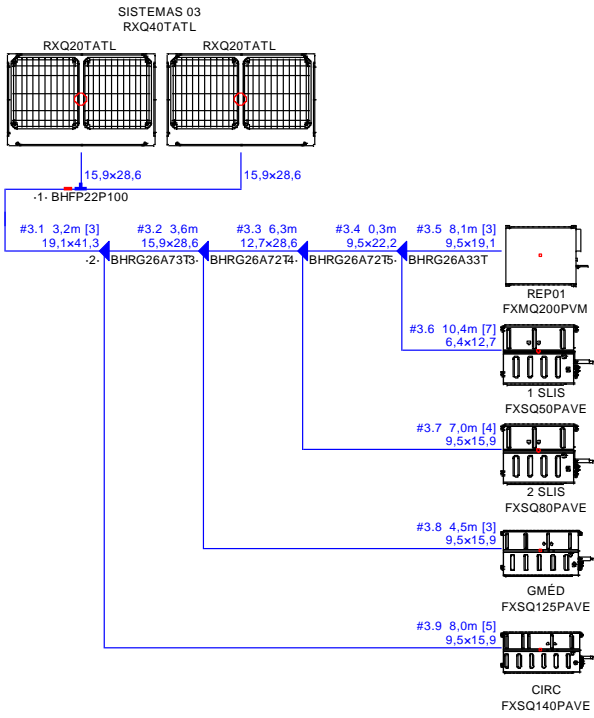 SISTEMAS 03
RXQ40TATL
RXQ20TATL
RXQ20TATL
15,9×28,6
15,9×28,6
·1· BHFP22P100
#3.1 3,2m [3]
19,1×41,3
#3.2 3,6m
15,9×28,6
#3.3 6,3m
12,7×28,6
#3.4 0,3m
9,5×22,2
#3.5 8,1m [3]
9,5×19,1
·2· BHRG26A73T
3· BHRG26A72T
4· BHRG26A72T
5· BHRG26A33T
REP01
FXMQ200PVM
#3.6 10,4m [7]
6,4×12,7
1 SLIS
FXSQ50PAVE
#3.7 7,0m [4]
9,5×15,9
2 SLIS
FXSQ80PAVE
#3.8 4,5m [3]
9,5×15,9
GMÉD
FXSQ125PAVE
#3.9 8,0m [5]
9,5×15,9
CIRC
FXSQ140PAVE